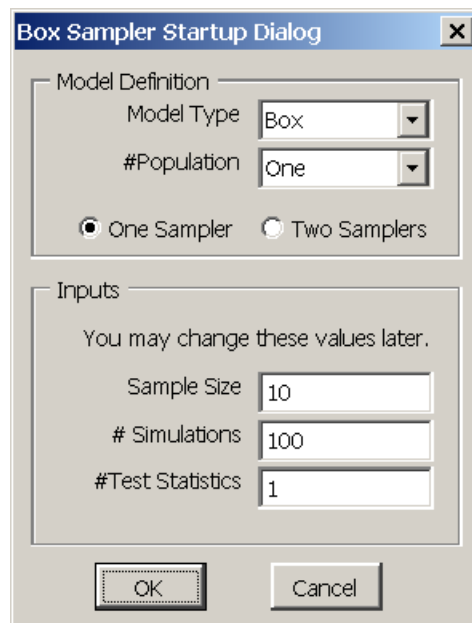 Box Sampler Startup Dialog
Model Definition
Model Type Box
#Population One
One Sampler Two Samplers
Inputs
You may change these values later.
Sample Size 10
# Simulations 100
#Test Statistics 1
OK Cancel